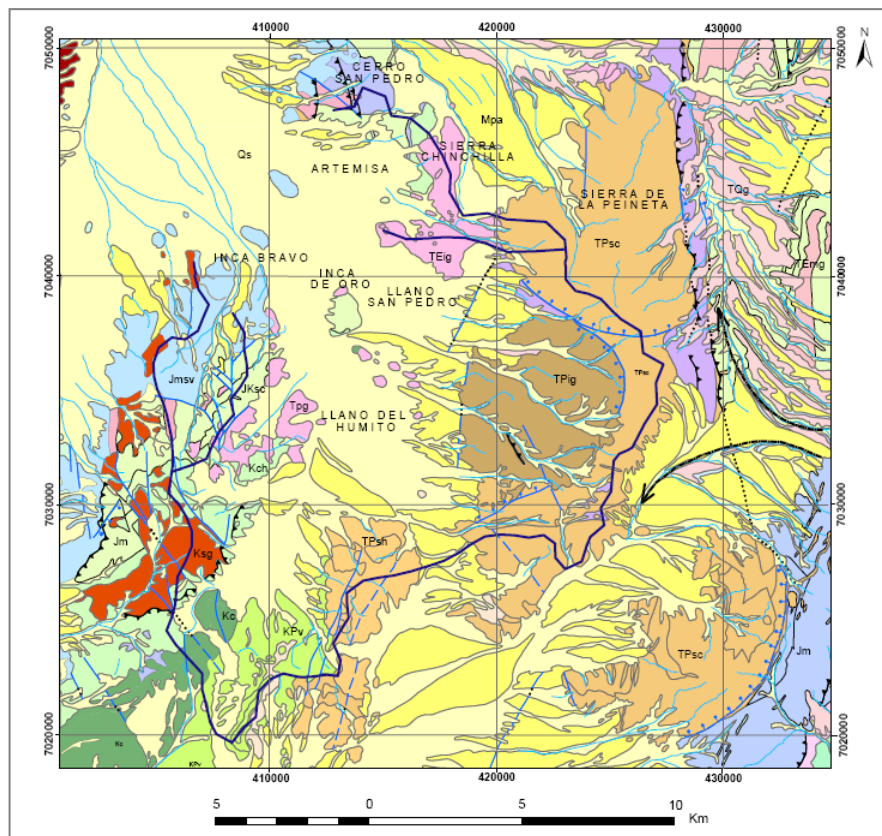 410000 420000 430000
N
7050000
7050000
CERRO
SAN PEDRO
Mpa
Qs
SIERRA
CHINCHILLA
ARTEMISA
SIERRA DE
LA PEINETA
TQg
TPsc
TEig
TEmg
INCA BRAVO
INCA
DE ORO
LLANO
SAN PEDRO
7040000
7040000
Jmsv
JKsc
TPig
Tpg
LLANO DEL
HUMITO
Kch
7030000
7030000
Jm
Ksg
TPsh
Kc
KPv
TPsc
Jm
7020000
7020000
Kc
KPv
410000 420000 430000
5 0 5 10
Km